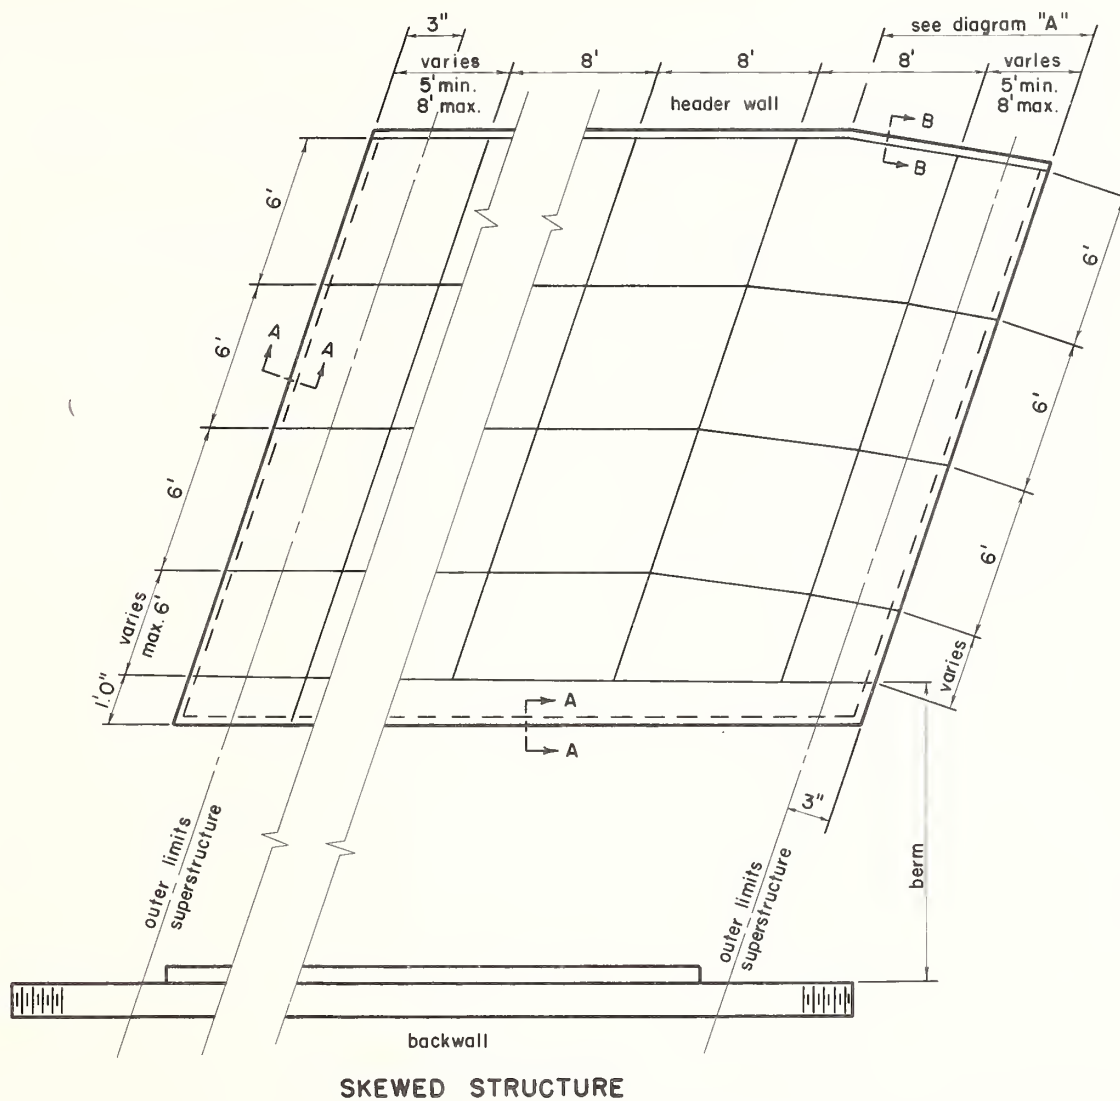 3"
see diagram "A"
varies
5' min.
8' max.
8'
8'
8'
varies
5' min.
8' max.
header wall
B
B
6'
6'
A
A
6'
6'
6'
6'
6'
varies
max. 6'
varies
1'0"
A
A
3"
outer limits
superstructure
outer limits
superstructure
berm
backwall
SKEWED STRUCTURE